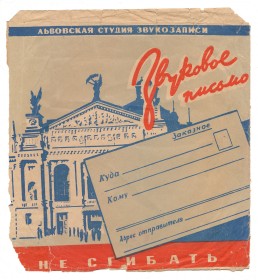 ЛЬВОВСКАЯ СТУДИЯ ЗВУКОЗАПИСИ
Звуковое
письмо
Заказное
Куда
Кому
Адрес отправителя
НЕ СГИБАТЬ